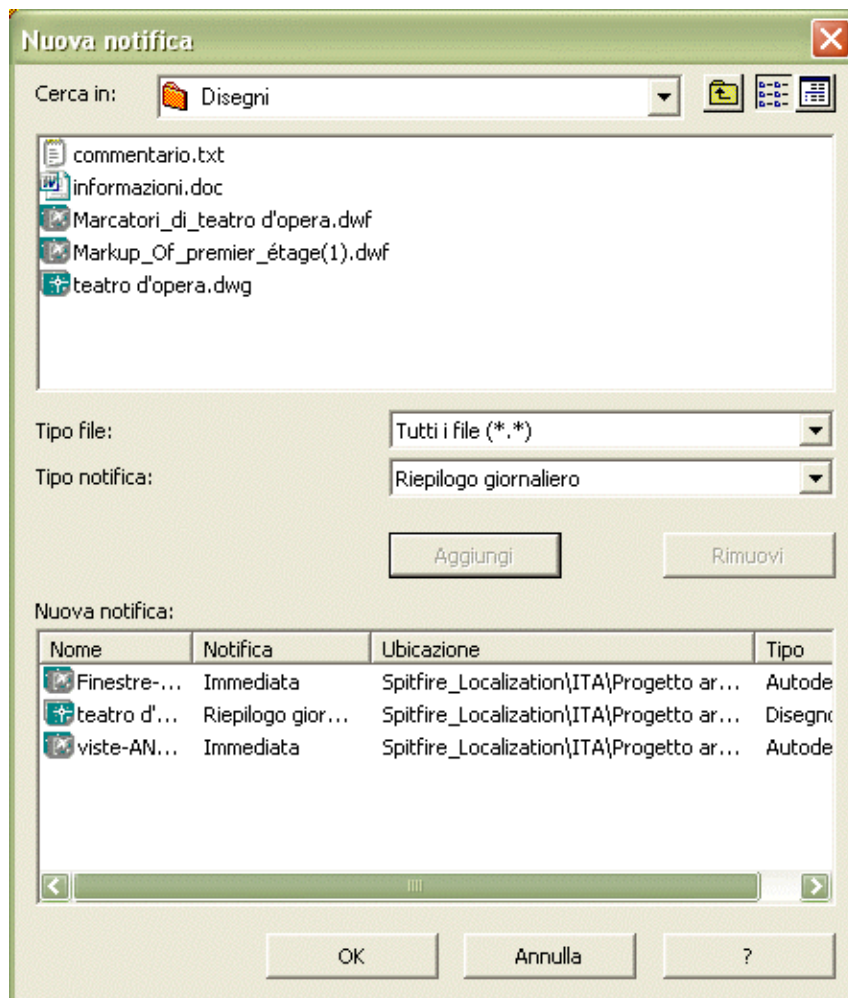 Nuova notifica
Cerca in: Disegni
commentario.txt
informazioni.doc
Marcatori_di_teatro d'opera.dwf
Markup_Of_premier_étage(1).dwf
teatro d'opera.dwg
Tipo file: Tutti i file (*.*)
Tipo notifica: Riepilogo giornaliero
Aggiungi Rimuovi
Nuova notifica:
Nome Notifica Ubicazione Tipo
Finestre-... Immediata Spitfire_Localization\ITA\Progetto ar... Autode
teatro d'... Riepilogo gior... Spitfire_Localization\ITA\Progetto ar... Disegno
viste-AN... Immediata Spitfire_Localization\ITA\Progetto ar... Autode
OK Annulla ?